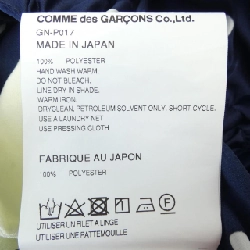 COMME des GARÇONS Co.,Ltd.
GN-P017
MADE IN JAPAN
100% POLYESTER
HAND WASH WARM
DO NOT BLEACH.
LINE DRY IN SHADE.
WARM IRON.
DRYCLEAN, PETROLEUM SOLVENT ONLY. SHORT CYCLE.
USE A LAUNDRY NET
USE PRESSING CLOTH
FABRIQUE AU JAPON
100% POLYESTER
UTILISER UN FILET A LINGE
UTILISER UNE PATTEMOUILLE